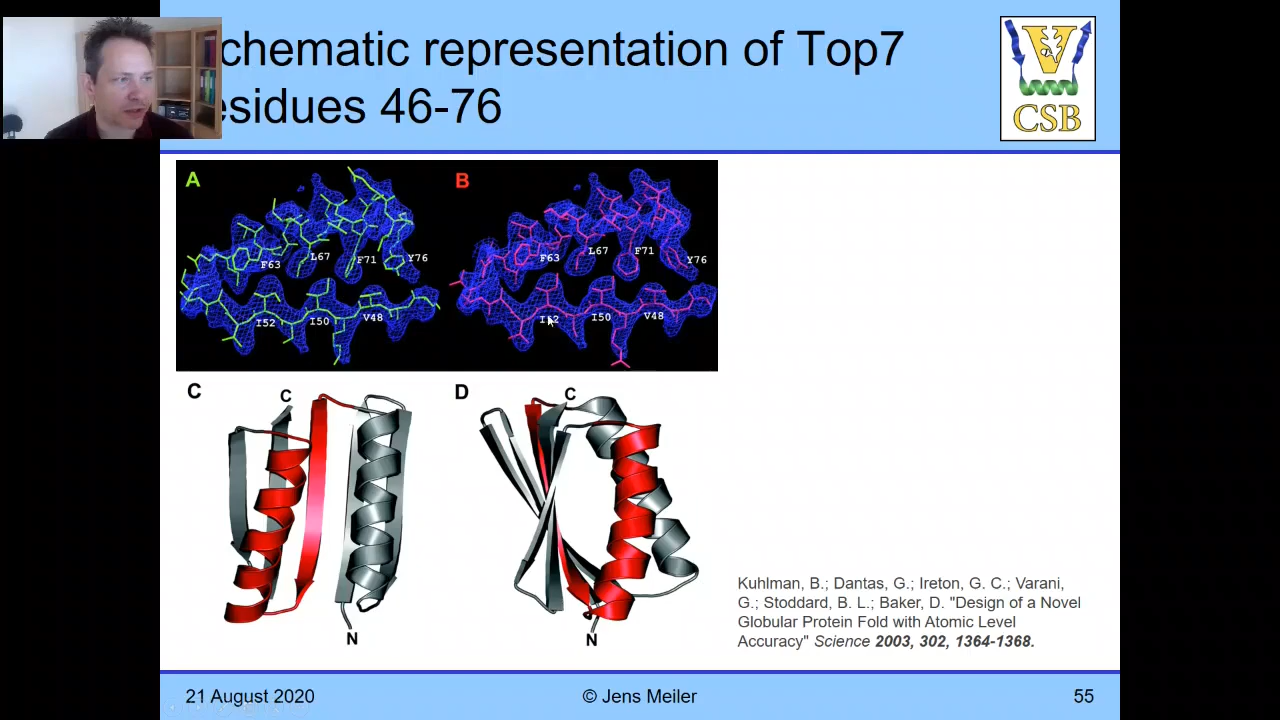 chematic representation of Top7
esidues 46-76
CSB
A
B
F63
L67
F71
Y76
I52
I50
V48
F63
L67
F71
Y76
I52
I50
V48
C
C
N
D
C
N
Kuhlman, B.; Dantas, G.; Ireton, G. C.; Varani,
G.; Stoddard, B. L.; Baker, D. "Design of a Novel
Globular Protein Fold with Atomic Level
Accuracy" Science 2003, 302, 1364-1368.
21 August 2020
© Jens Meiler
55